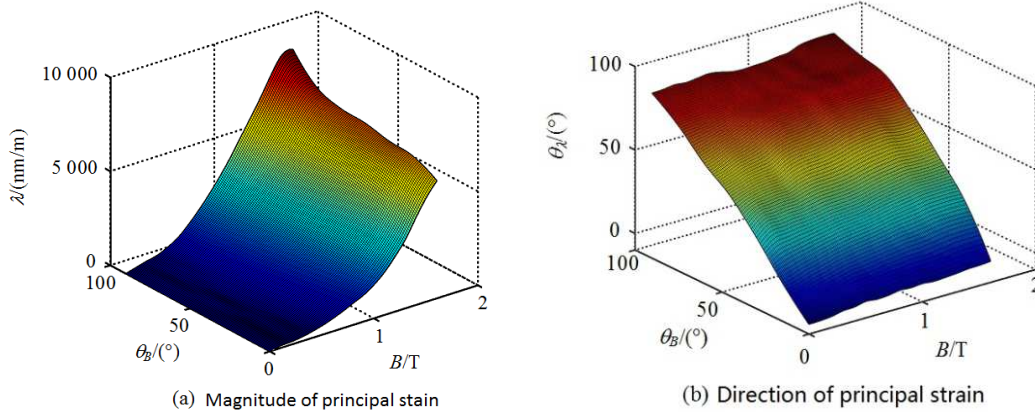 10 000
5 000
0
λ/(nm/m)
100
50
0
θB/(°)
1
2
B/T
(a) Magnitude of principal stain
100
50
0
θλ/(°)
100
50
0
θB/(°)
1
2
B/T
(b) Direction of principal strain